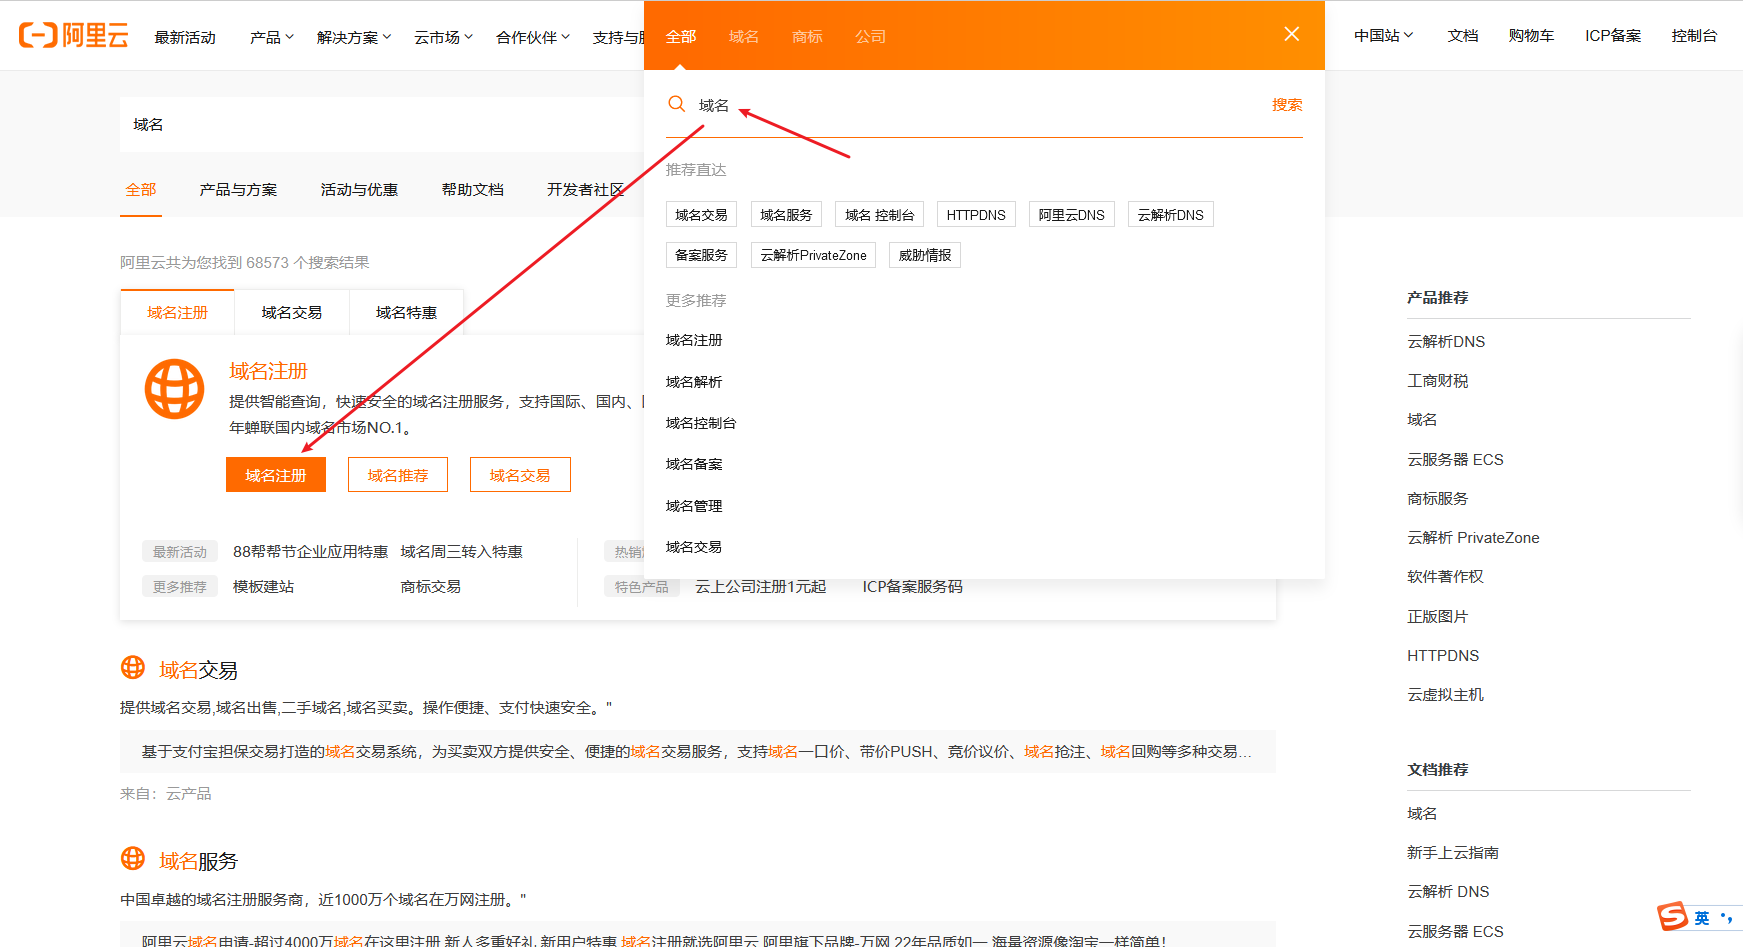 阿里云
最新活动
产品
解决方案
云市场
合作伙伴
支持与
全部
域名
商标
公司
中国站
文档
购物车
ICP备案
控制台
域名
域名
搜索
全部
产品与方案
活动与优惠
帮助文档
开发者社区
推荐直达
域名交易
域名服务
域名 控制台
HTTPDNS
阿里云DNS
云解析DNS
备案服务
云解析PrivateZone
威胁情报
更多推荐
域名注册
域名解析
域名控制台
域名备案
域名管理
域名交易
阿里云共为您找到 68573 个搜索结果
域名注册
域名交易
域名特惠
域名注册
提供智能查询，快速安全的域名注册服务，支持国际、国内、
年蝉联国内域名市场NO.1。
域名注册
域名推荐
域名交易
最新活动
88帮帮节企业应用特惠
域名周三转入特惠
热销
更多推荐
模板建站
商标交易
特色产品
云上公司注册1元起
ICP备案服务码
域名交易
提供域名交易,域名出售,二手域名,域名买卖。操作便捷、支付快速安全。"
基于支付宝担保交易打造的域名交易系统，为买卖双方提供安全、便捷的域名交易服务，支持域名一口价、带价PUSH、竞价议价、域名抢注、域名回购等多种交易...
来自：云产品
域名服务
中国卓越的域名注册服务商，近1000万个域名在万网注册。"
阿里云域名申请-超过4000万域名在这里注册,新人多重好礼,新用户特惠,域名注册就选阿里云,阿里旗下品牌-万网,22年品质如一,海量资源像淘宝一样简单！
产品推荐
云解析DNS
工商财税
域名
云服务器 ECS
商标服务
云解析 PrivateZone
软件著作权
正版图片
HTTPDNS
云虚拟主机
文档推荐
域名
新手上云指南
云解析 DNS
云服务器 ECS
S 英